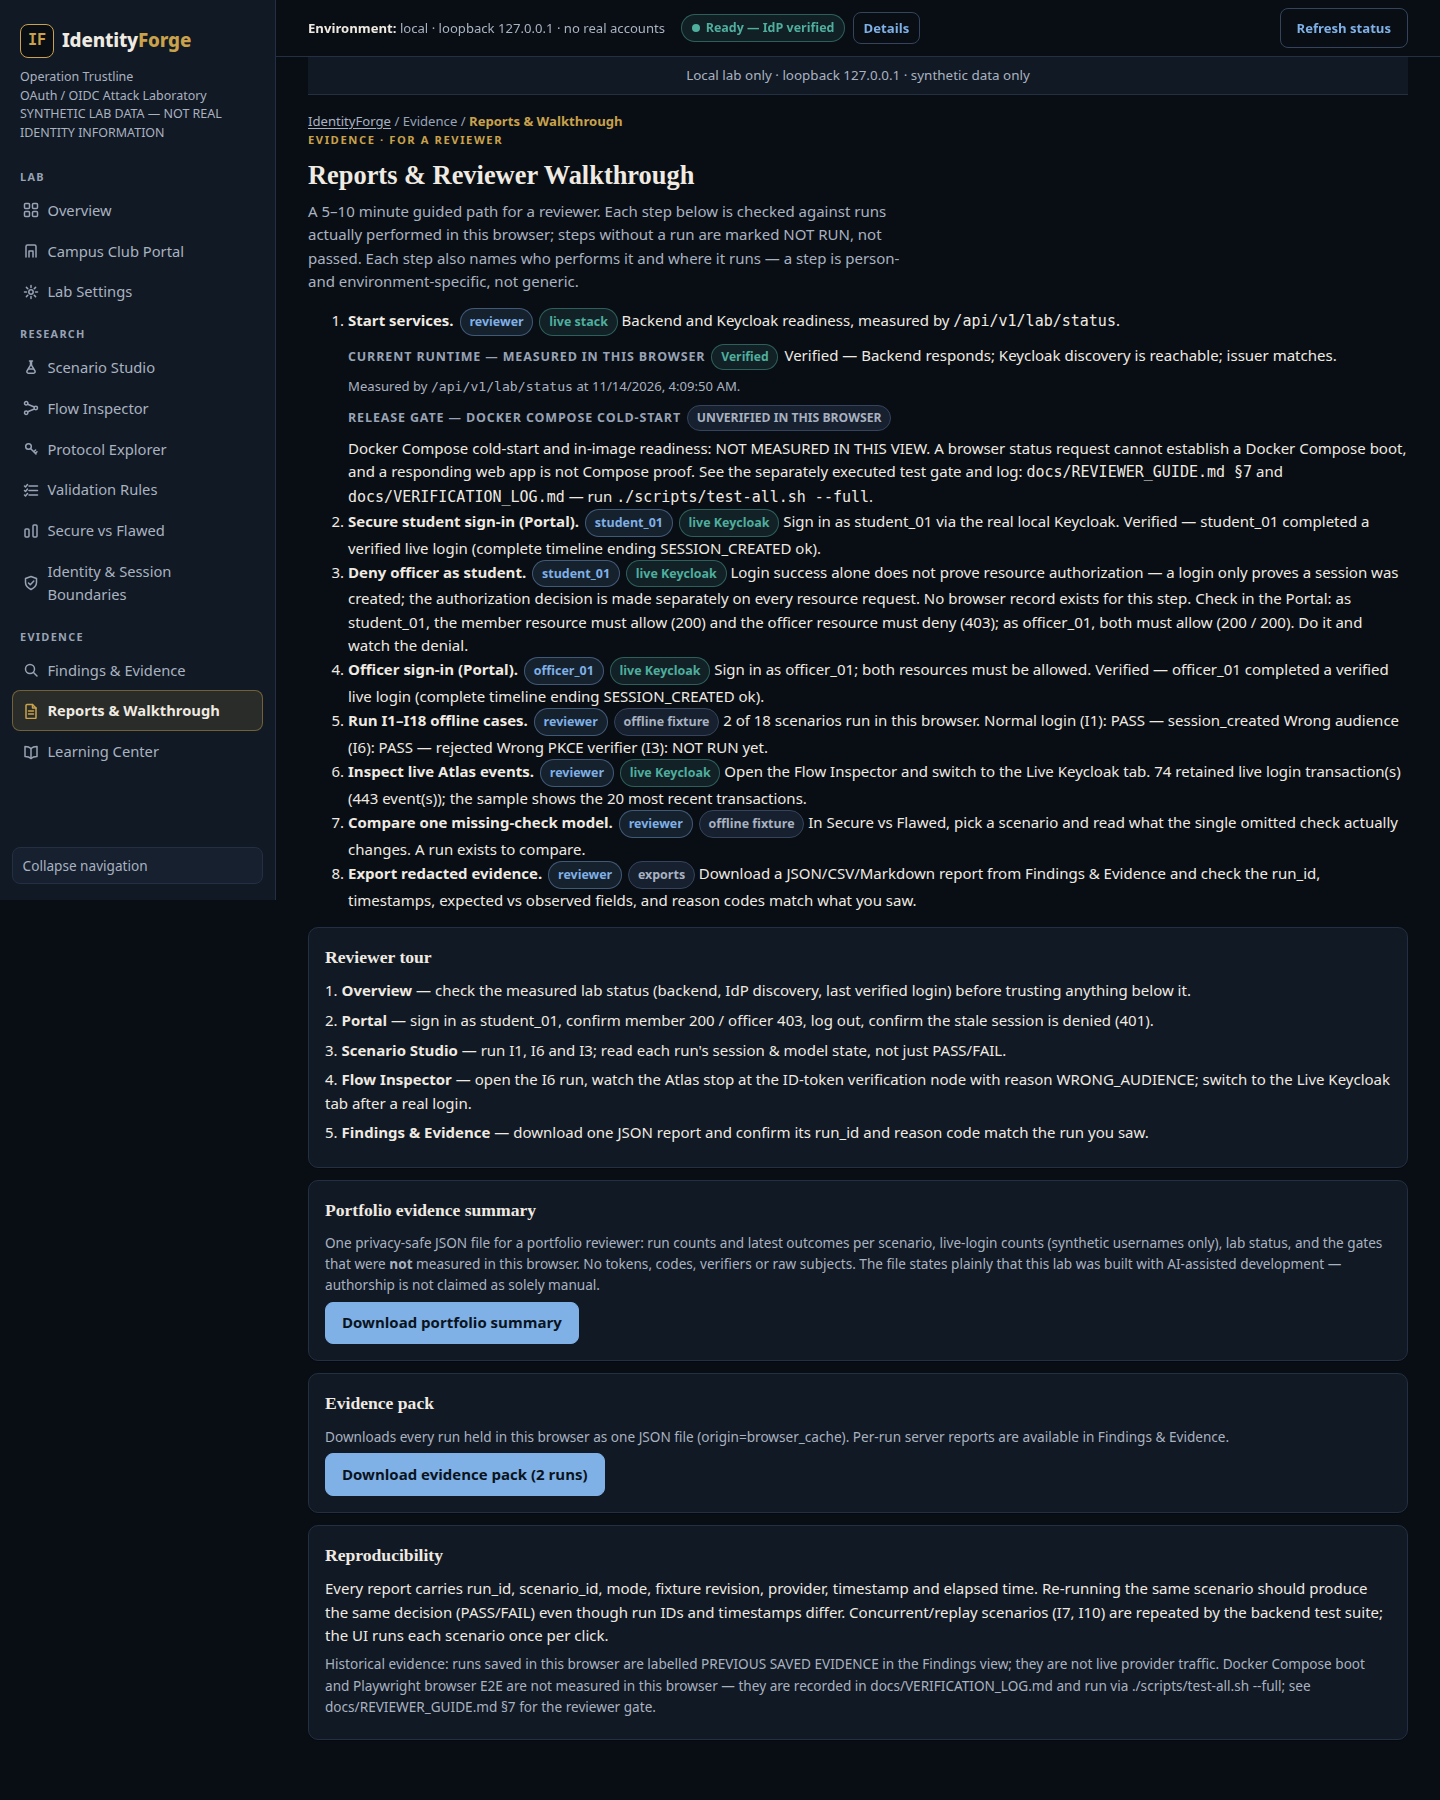 IF IdentityForge
Operation Trustline
OAuth / OIDC Attack Laboratory
SYNTHETIC LAB DATA — NOT REAL
IDENTITY INFORMATION
LAB
Overview
Campus Club Portal
Lab Settings
RESEARCH
Scenario Studio
Flow Inspector
Protocol Explorer
Validation Rules
Secure vs Flawed
Identity & Session
Boundaries
EVIDENCE
Findings & Evidence
Reports & Walkthrough
Learning Center
Collapse navigation
Environment: local · loopback 127.0.0.1 · no real accounts Ready — IdP verified Details Refresh status
Local lab only · loopback 127.0.0.1 · synthetic data only
IdentityForge / Evidence / Reports & Walkthrough
EVIDENCE · FOR A REVIEWER
Reports & Reviewer Walkthrough
A 5–10 minute guided path for a reviewer. Each step below is checked against runs
actually performed in this browser; steps without a run are marked NOT RUN, not
passed. Each step also names who performs it and where it runs — a step is person-
and environment-specific, not generic.
1. Start services. reviewer live stack Backend and Keycloak readiness, measured by /api/v1/lab/status.
CURRENT RUNTIME — MEASURED IN THIS BROWSER Verified Verified — Backend responds; Keycloak discovery is reachable; issuer matches.
Measured by /api/v1/lab/status at 11/14/2026, 4:09:50 AM.
RELEASE GATE — DOCKER COMPOSE COLD-START UNVERIFIED IN THIS BROWSER
Docker Compose cold-start and in-image readiness: NOT MEASURED IN THIS VIEW. A browser status request cannot establish a Docker Compose boot,
and a responding web app is not Compose proof. See the separately executed test gate and log: docs/REVIEWER_GUIDE.md §7 and
docs/VERIFICATION_LOG.md — run ./scripts/test-all.sh --full.
2. Secure student sign-in (Portal). student_01 live Keycloak Sign in as student_01 via the real local Keycloak. Verified — student_01 completed a
verified live login (complete timeline ending SESSION_CREATED ok).
3. Deny officer as student. student_01 live Keycloak Login success alone does not prove resource authorization — a login only proves a session was
created; the authorization decision is made separately on every resource request. No browser record exists for this step. Check in the Portal: as
student_01, the member resource must allow (200) and the officer resource must deny (403); as officer_01, both must allow (200 / 200). Do it and
watch the denial.
4. Officer sign-in (Portal). officer_01 live Keycloak Sign in as officer_01; both resources must be allowed. Verified — officer_01 completed a verified
live login (complete timeline ending SESSION_CREATED ok).
5. Run I1–I18 offline cases. reviewer offline fixture 2 of 18 scenarios run in this browser. Normal login (I1): PASS — session_created Wrong audience
(I6): PASS — rejected Wrong PKCE verifier (I3): NOT RUN yet.
6. Inspect live Atlas events. reviewer live Keycloak Open the Flow Inspector and switch to the Live Keycloak tab. 74 retained live login transaction(s)
(443 event(s)); the sample shows the 20 most recent transactions.
7. Compare one missing-check model. reviewer offline fixture In Secure vs Flawed, pick a scenario and read what the single omitted check actually
changes. A run exists to compare.
8. Export redacted evidence. reviewer exports Download a JSON/CSV/Markdown report from Findings & Evidence and check the run_id,
timestamps, expected vs observed fields, and reason codes match what you saw.
Reviewer tour
1. Overview — check the measured lab status (backend, IdP discovery, last verified login) before trusting anything below it.
2. Portal — sign in as student_01, confirm member 200 / officer 403, log out, confirm the stale session is denied (401).
3. Scenario Studio — run I1, I6 and I3; read each run's session & model state, not just PASS/FAIL.
4. Flow Inspector — open the I6 run, watch the Atlas stop at the ID-token verification node with reason WRONG_AUDIENCE; switch to the Live Keycloak
tab after a real login.
5. Findings & Evidence — download one JSON report and confirm its run_id and reason code match the run you saw.
Portfolio evidence summary
One privacy-safe JSON file for a portfolio reviewer: run counts and latest outcomes per scenario, live-login counts (synthetic usernames only), lab status, and the gates
that were not measured in this browser. No tokens, codes, verifiers or raw subjects. The file states plainly that this lab was built with AI-assisted development —
authorship is not claimed as solely manual.
Download portfolio summary
Evidence pack
Downloads every run held in this browser as one JSON file (origin=browser_cache). Per-run server reports are available in Findings & Evidence.
Download evidence pack (2 runs)
Reproducibility
Every report carries run_id, scenario_id, mode, fixture revision, provider, timestamp and elapsed time. Re-running the same scenario should produce
the same decision (PASS/FAIL) even though run IDs and timestamps differ. Concurrent/replay scenarios (I7, I10) are repeated by the backend test suite;
the UI runs each scenario once per click.
Historical evidence: runs saved in this browser are labelled PREVIOUS SAVED EVIDENCE in the Findings view; they are not live provider traffic. Docker Compose boot
and Playwright browser E2E are not measured in this browser — they are recorded in docs/VERIFICATION_LOG.md and run via ./scripts/test-all.sh --full; see
docs/REVIEWER_GUIDE.md §7 for the reviewer gate.